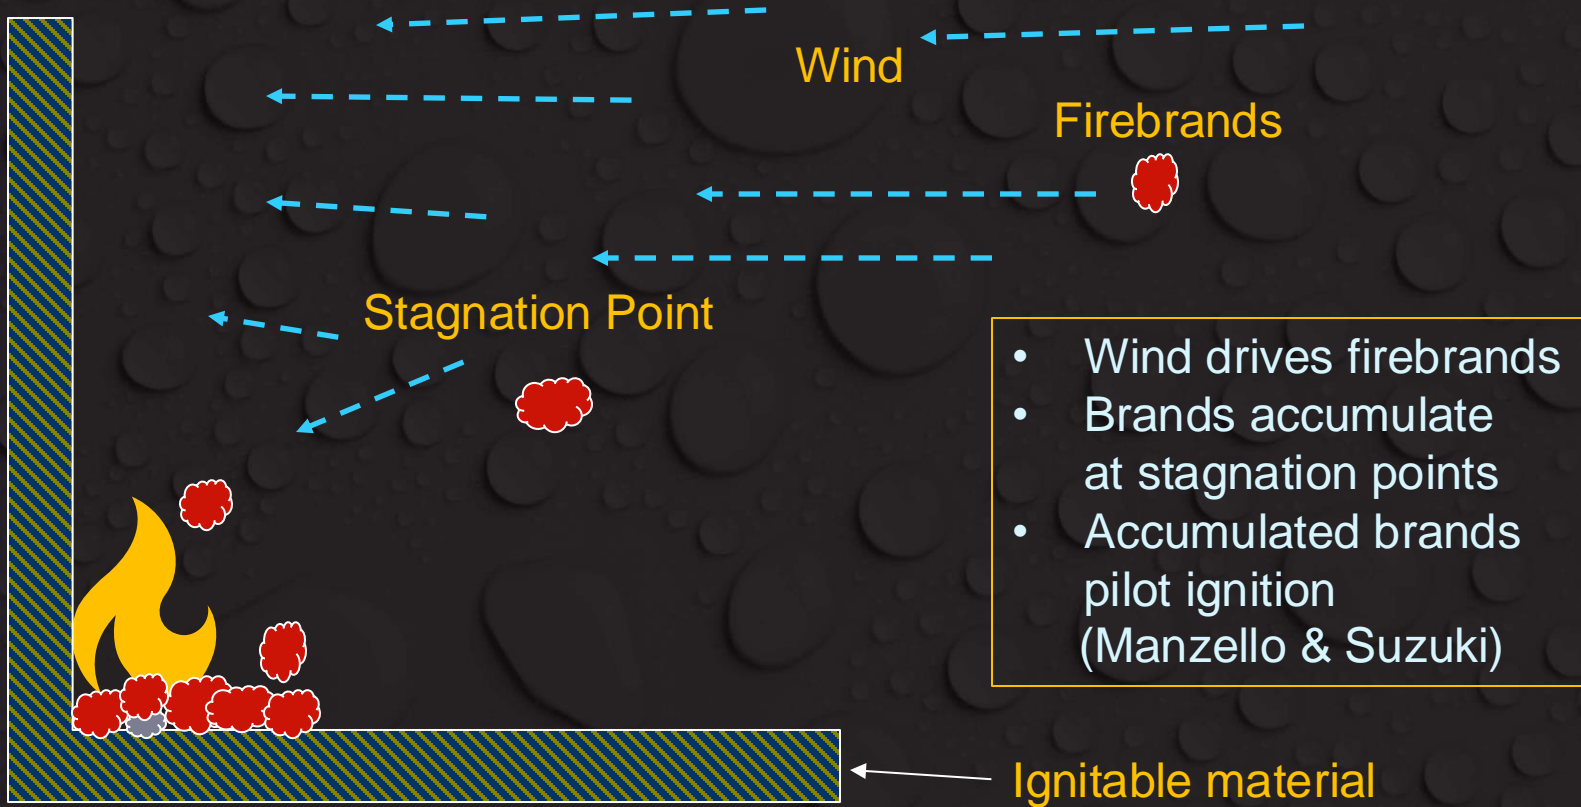 Wind
Firebrands
Stagnation Point
• Wind drives firebrands
• Brands accumulate
at stagnation points
• Accumulated brands
pilot ignition
(Manzello & Suzuki)
Ignitable material